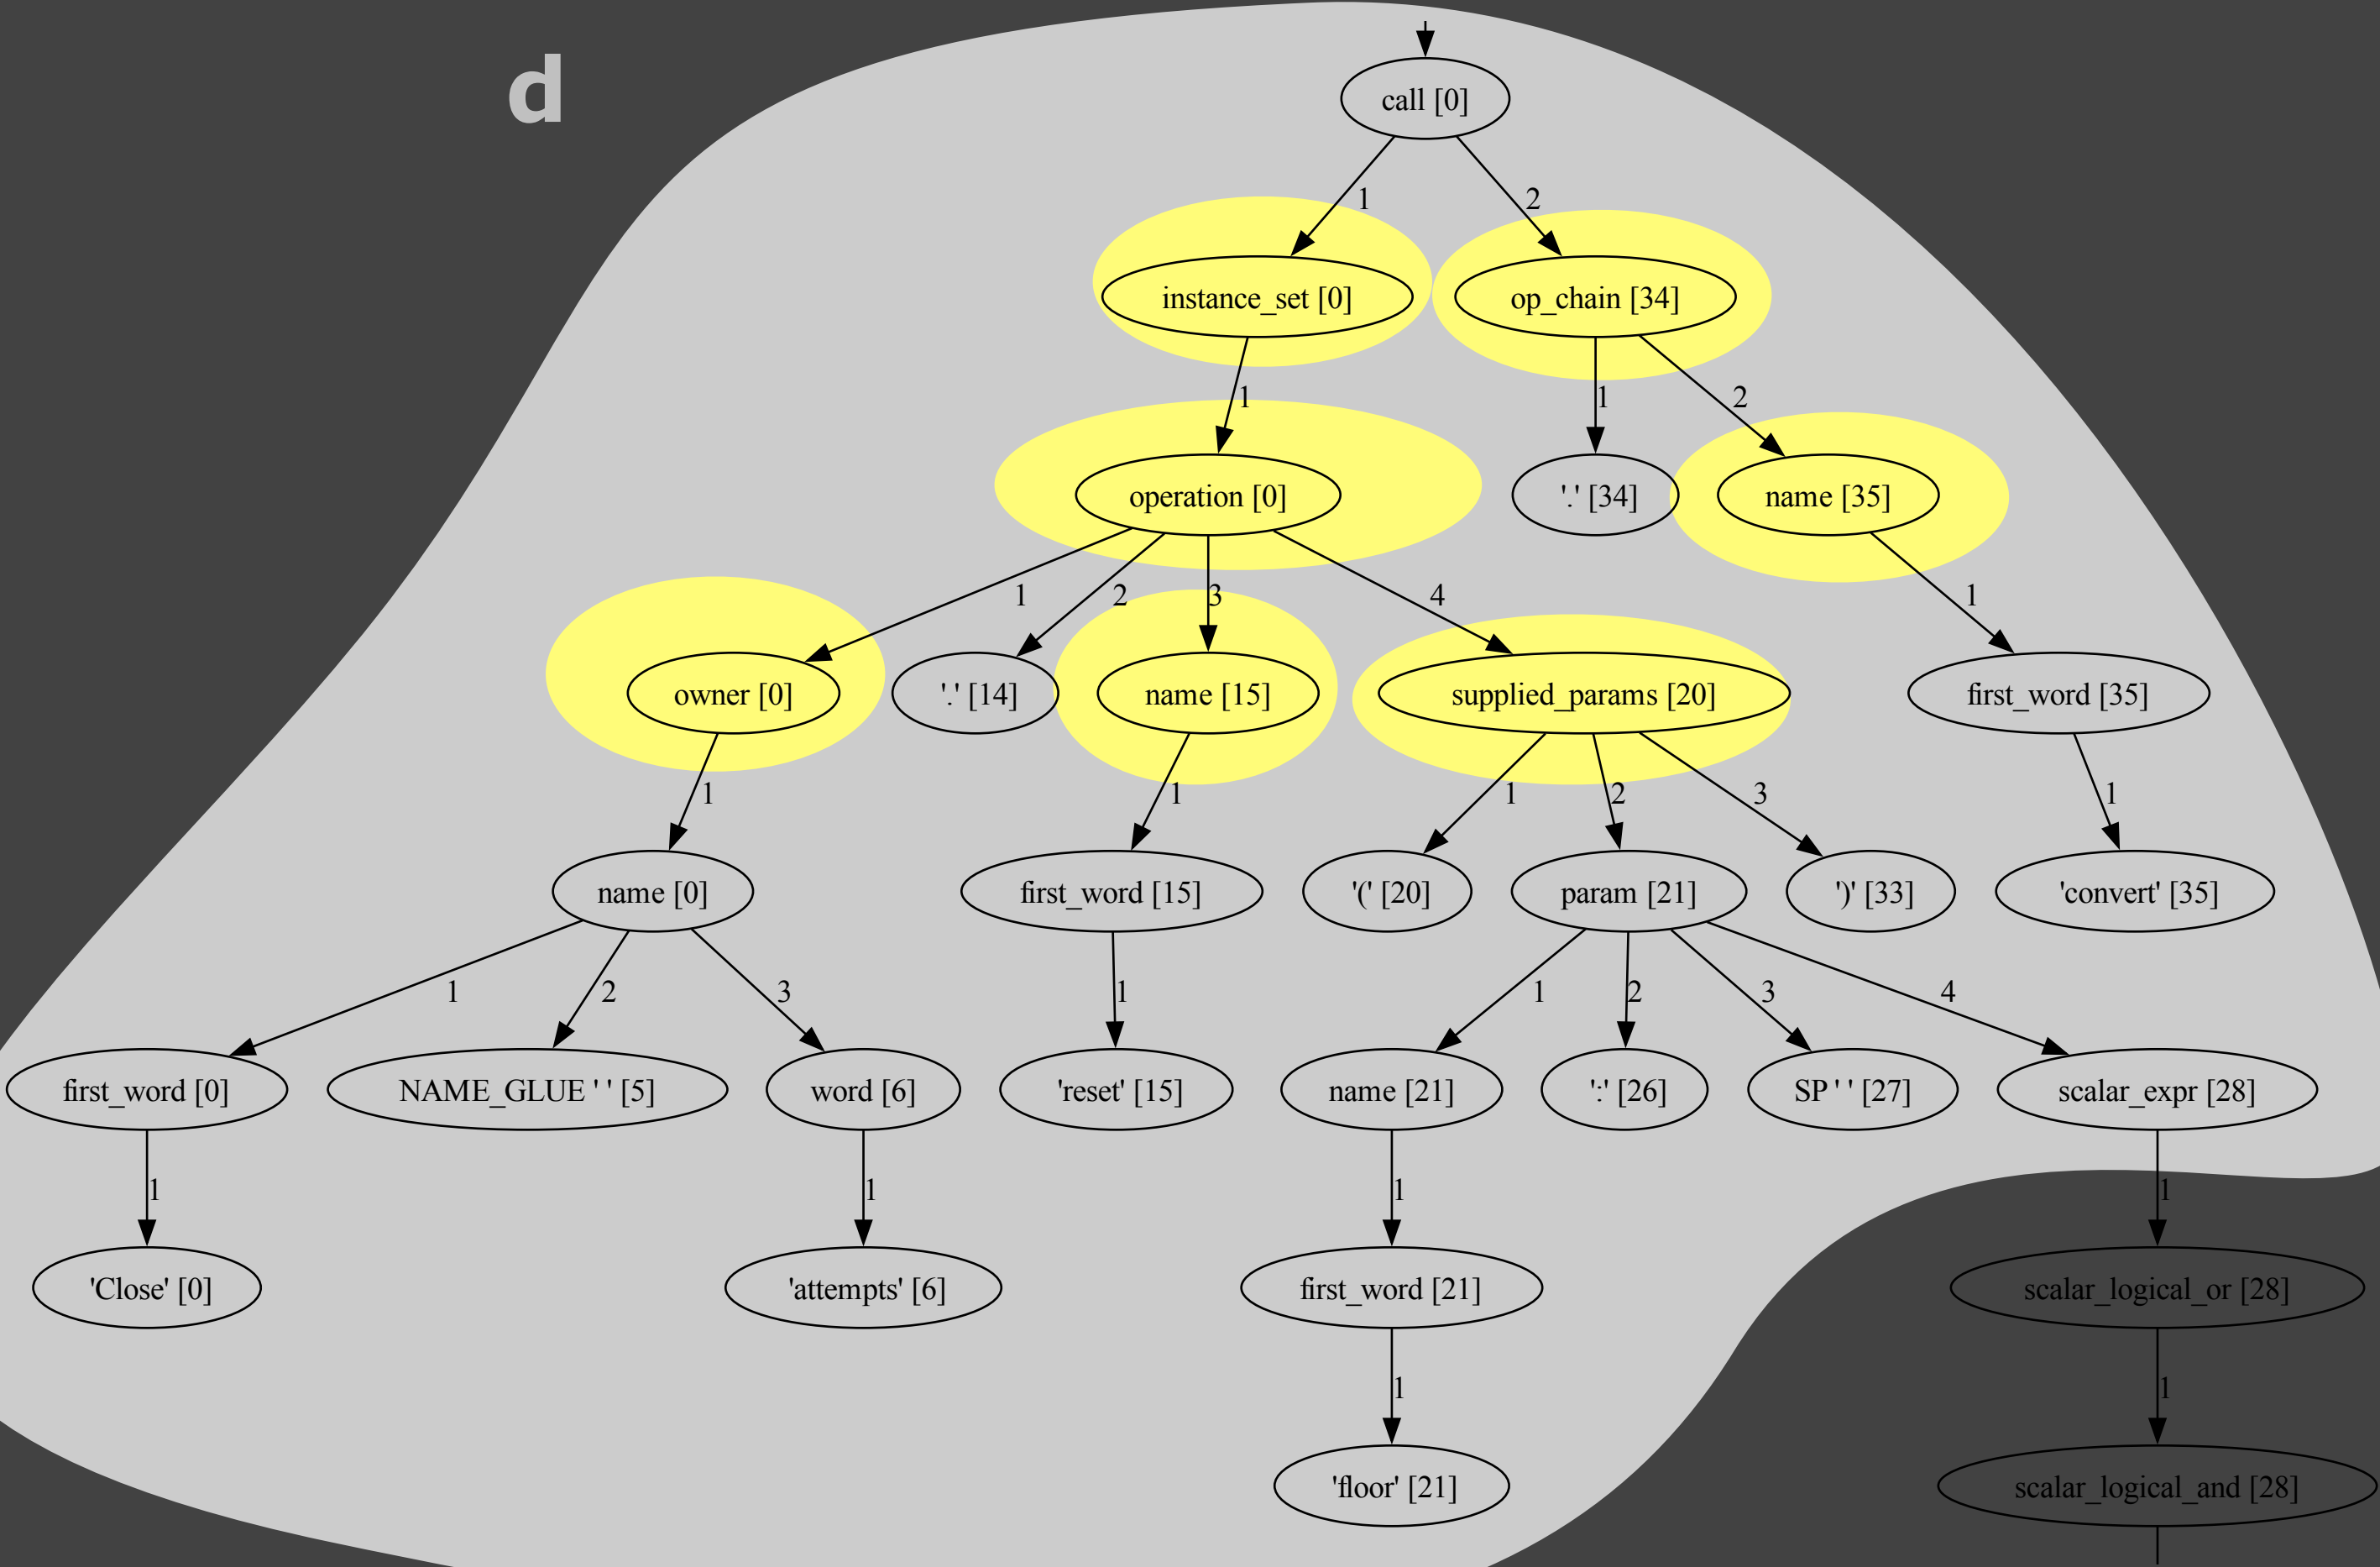 d
call [0]
1 2
instance_set [0] op_chain [34]
1 1 2
operation [0] '.' [34] name [35]
1 2 3 4 1
owner [0] '.' [14] name [15] supplied_params [20] first_word [35]
1 1 1 2 3 1
name [0] first_word [15] '(' [20] param [21] ')' [33] 'convert' [35]
1 2 3 1 1 2 3 4
first_word [0] NAME_GLUE ' ' [5] word [6] 'reset' [15] name [21] ':' [26] SP ' ' [27] scalar_expr [28]
1 1 1 1
'Close' [0] 'attempts' [6] first_word [21] scalar_logical_or [28]
1 1
'floor' [21] scalar_logical_and [28]